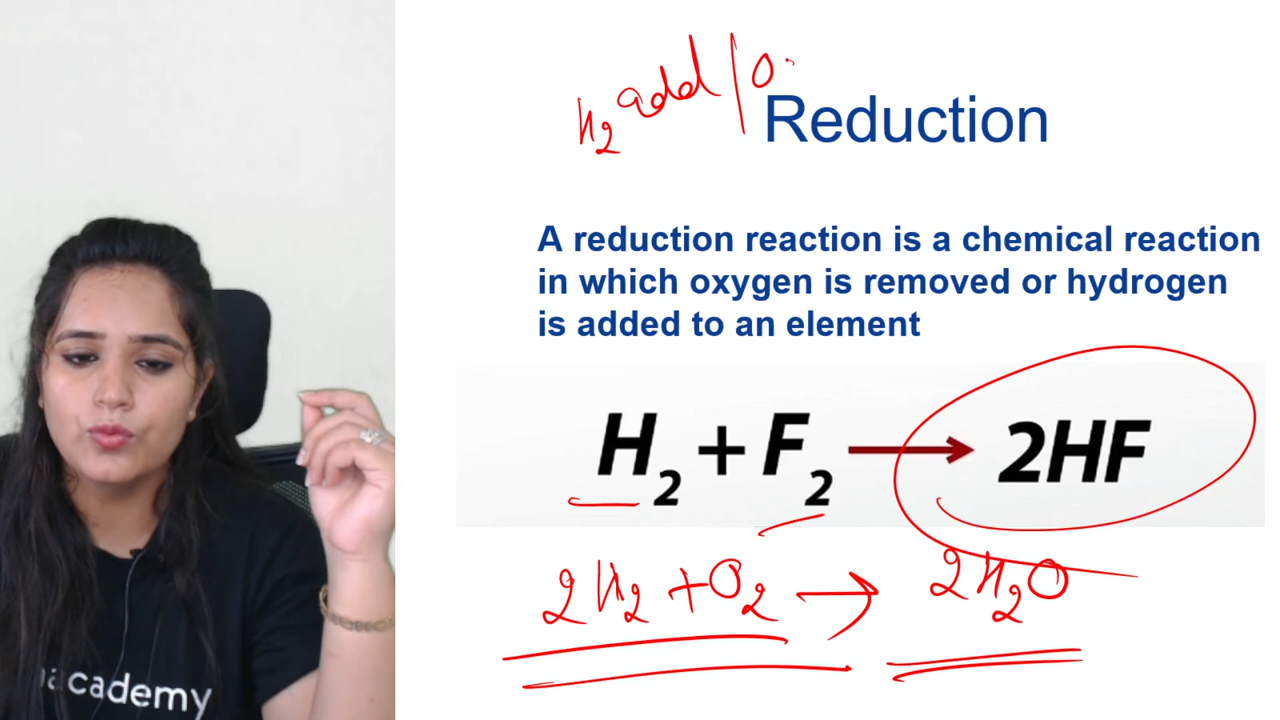 H2 add / O
Reduction
A reduction reaction is a chemical reaction
in which oxygen is removed or hydrogen
is added to an element
H2 + F2 → 2HF
2H2 + O2 → 2H2O
nacademy